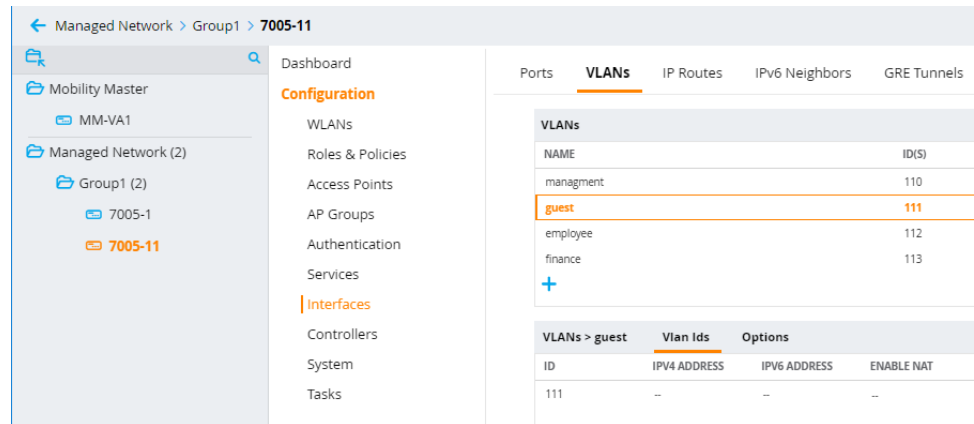 Managed Network > Group1 > 7005-11
Mobility Master
MM-VA1
Managed Network (2)
Group1 (2)
7005-1
7005-11
Dashboard
Configuration
WLANs
Roles & Policies
Access Points
AP Groups
Authentication
Services
Interfaces
Controllers
System
Tasks
Ports VLANs IP Routes IPv6 Neighbors GRE Tunnels
VLANs
NAME ID(S)
managment 110
guest 111
employee 112
finance 113
+
VLANs > guest Vlan Ids Options
ID IPV4 ADDRESS IPV6 ADDRESS ENABLE NAT
111 -- -- --